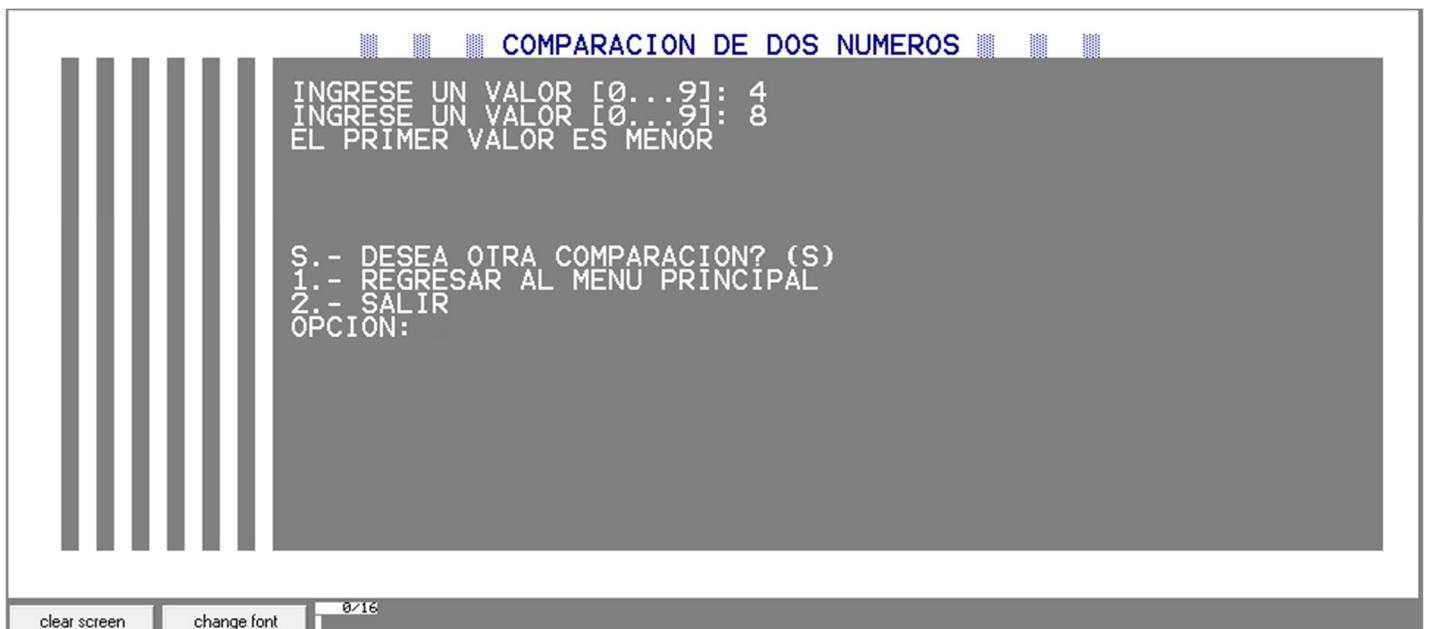 COMPARACION DE DOS NUMEROS
INGRESE UN VALOR [0...9]: 4
INGRESE UN VALOR [0...9]: 8
EL PRIMER VALOR ES MENOR
S.- DESEA OTRA COMPARACION? (S)
1.- REGRESAR AL MENU PRINCIPAL
2.- SALIR
OPCION:
clear screen
change font
0/16